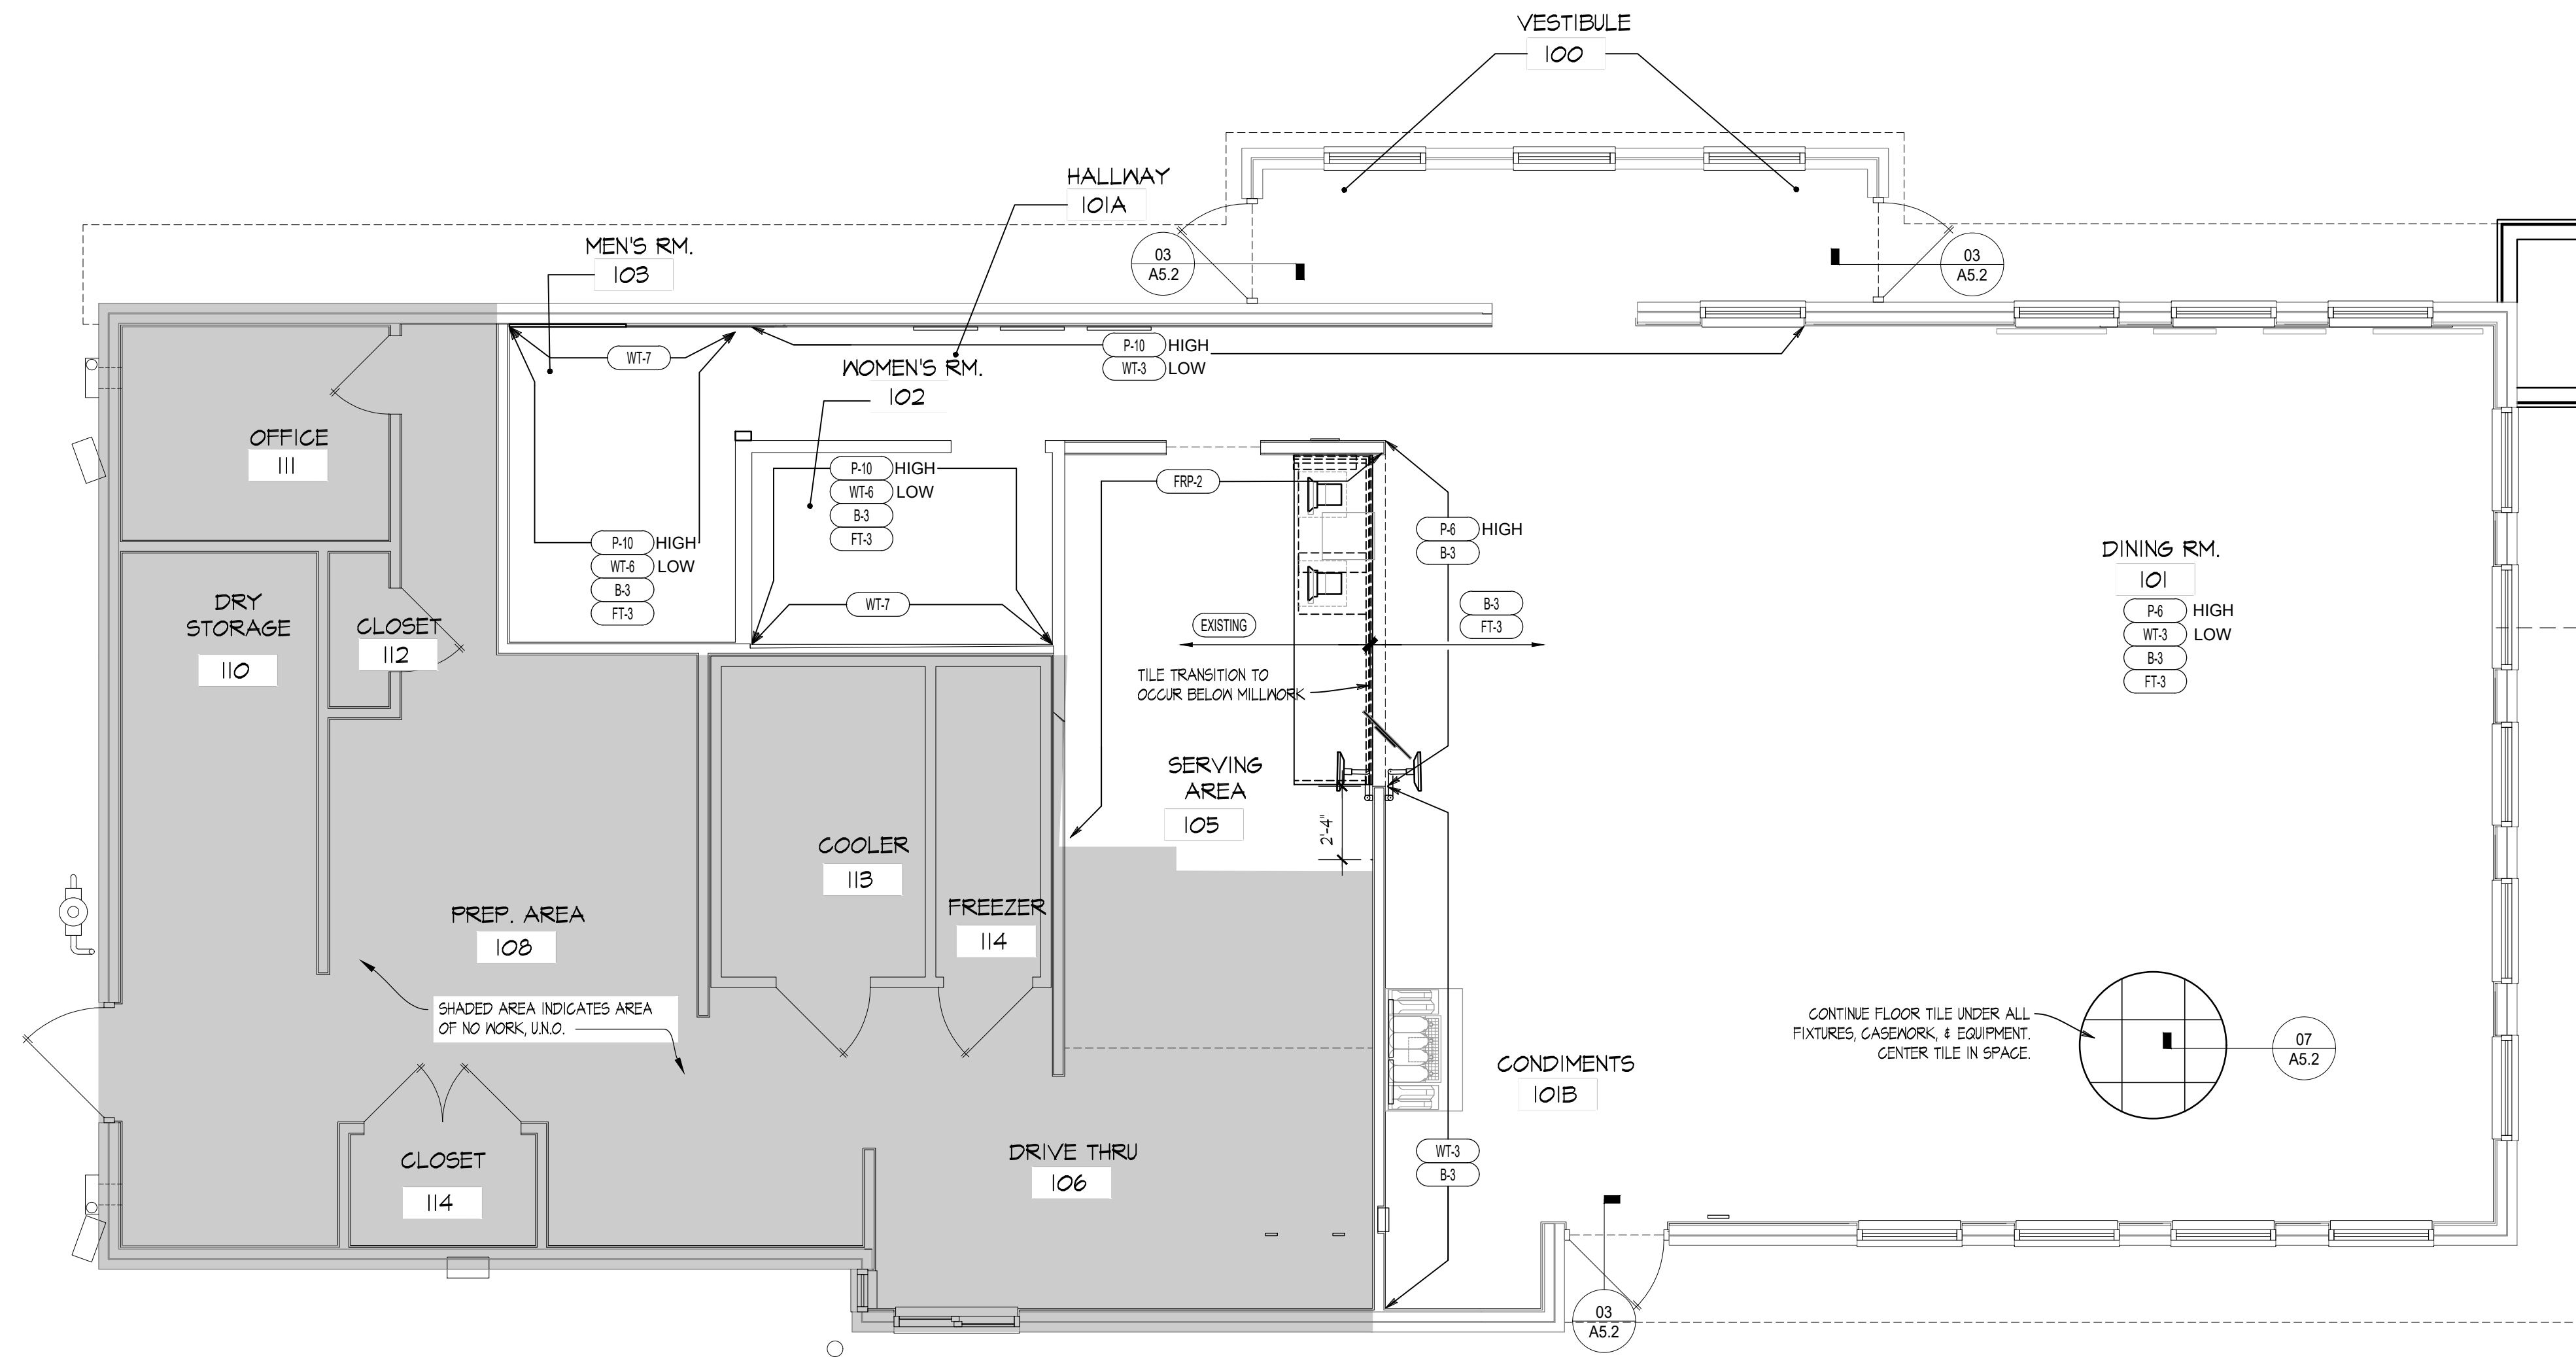 VESTIBULE
100
HALLWAY
101A
MEN'S RM.
103
03
A5.2
03
A5.2
WT-7
P-10 HIGH
WT-3 LOW
WOMEN'S RM.
102
OFFICE
111
P-10 HIGH
WT-6 LOW
B-3
FT-3
FRP-2
P-6 HIGH
B-3
P-10 HIGH
WT-6 LOW
B-3
FT-3
WT-7
EXISTING
B-3
FT-3
DINING RM.
101
P-6 HIGH
WT-3 LOW
B-3
FT-3
DRY
STORAGE
110
CLOSET
112
TILE TRANSITION TO
OCCUR BELOW MILLWORK
SERVING
AREA
105
2'-4"
COOLER
113
FREEZER
114
PREP. AREA
108
SHADED AREA INDICATES AREA
OF NO WORK, U.N.O.
CONTINUE FLOOR TILE UNDER ALL
FIXTURES, CASEWORK, & EQUIPMENT.
CENTER TILE IN SPACE.
07
A5.2
CONDIMENTS
101B
WT-3
B-3
CLOSET
114
DRIVE THRU
106
03
A5.2